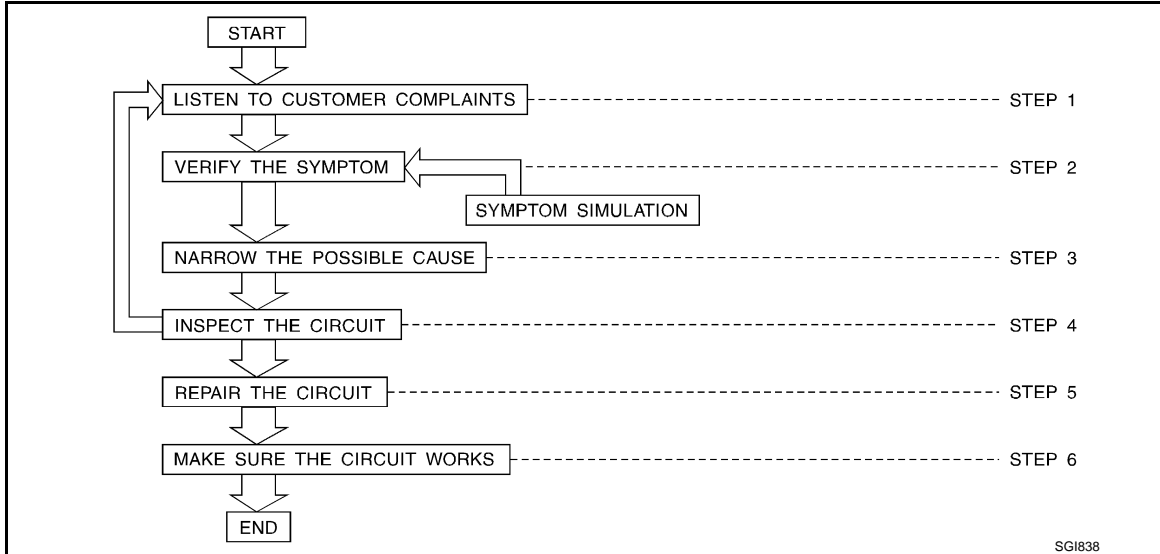 START
LISTEN TO CUSTOMER COMPLAINTS STEP 1
VERIFY THE SYMPTOM STEP 2
SYMPTOM SIMULATION
NARROW THE POSSIBLE CAUSE STEP 3
INSPECT THE CIRCUIT STEP 4
REPAIR THE CIRCUIT STEP 5
MAKE SURE THE CIRCUIT WORKS STEP 6
END
SGI838